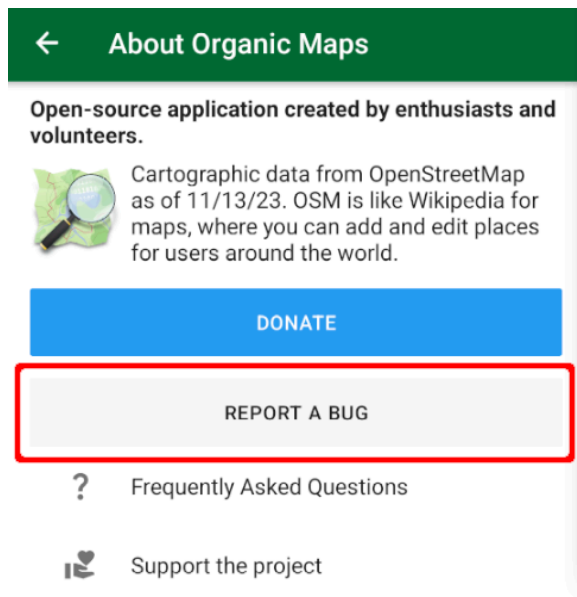 About Organic Maps
Open-source application created by enthusiasts and
volunteers.
Cartographic data from OpenStreetMap
as of 11/13/23. OSM is like Wikipedia for
maps, where you can add and edit places
for users around the world.
DONATE
REPORT A BUG
? Frequently Asked Questions
Support the project